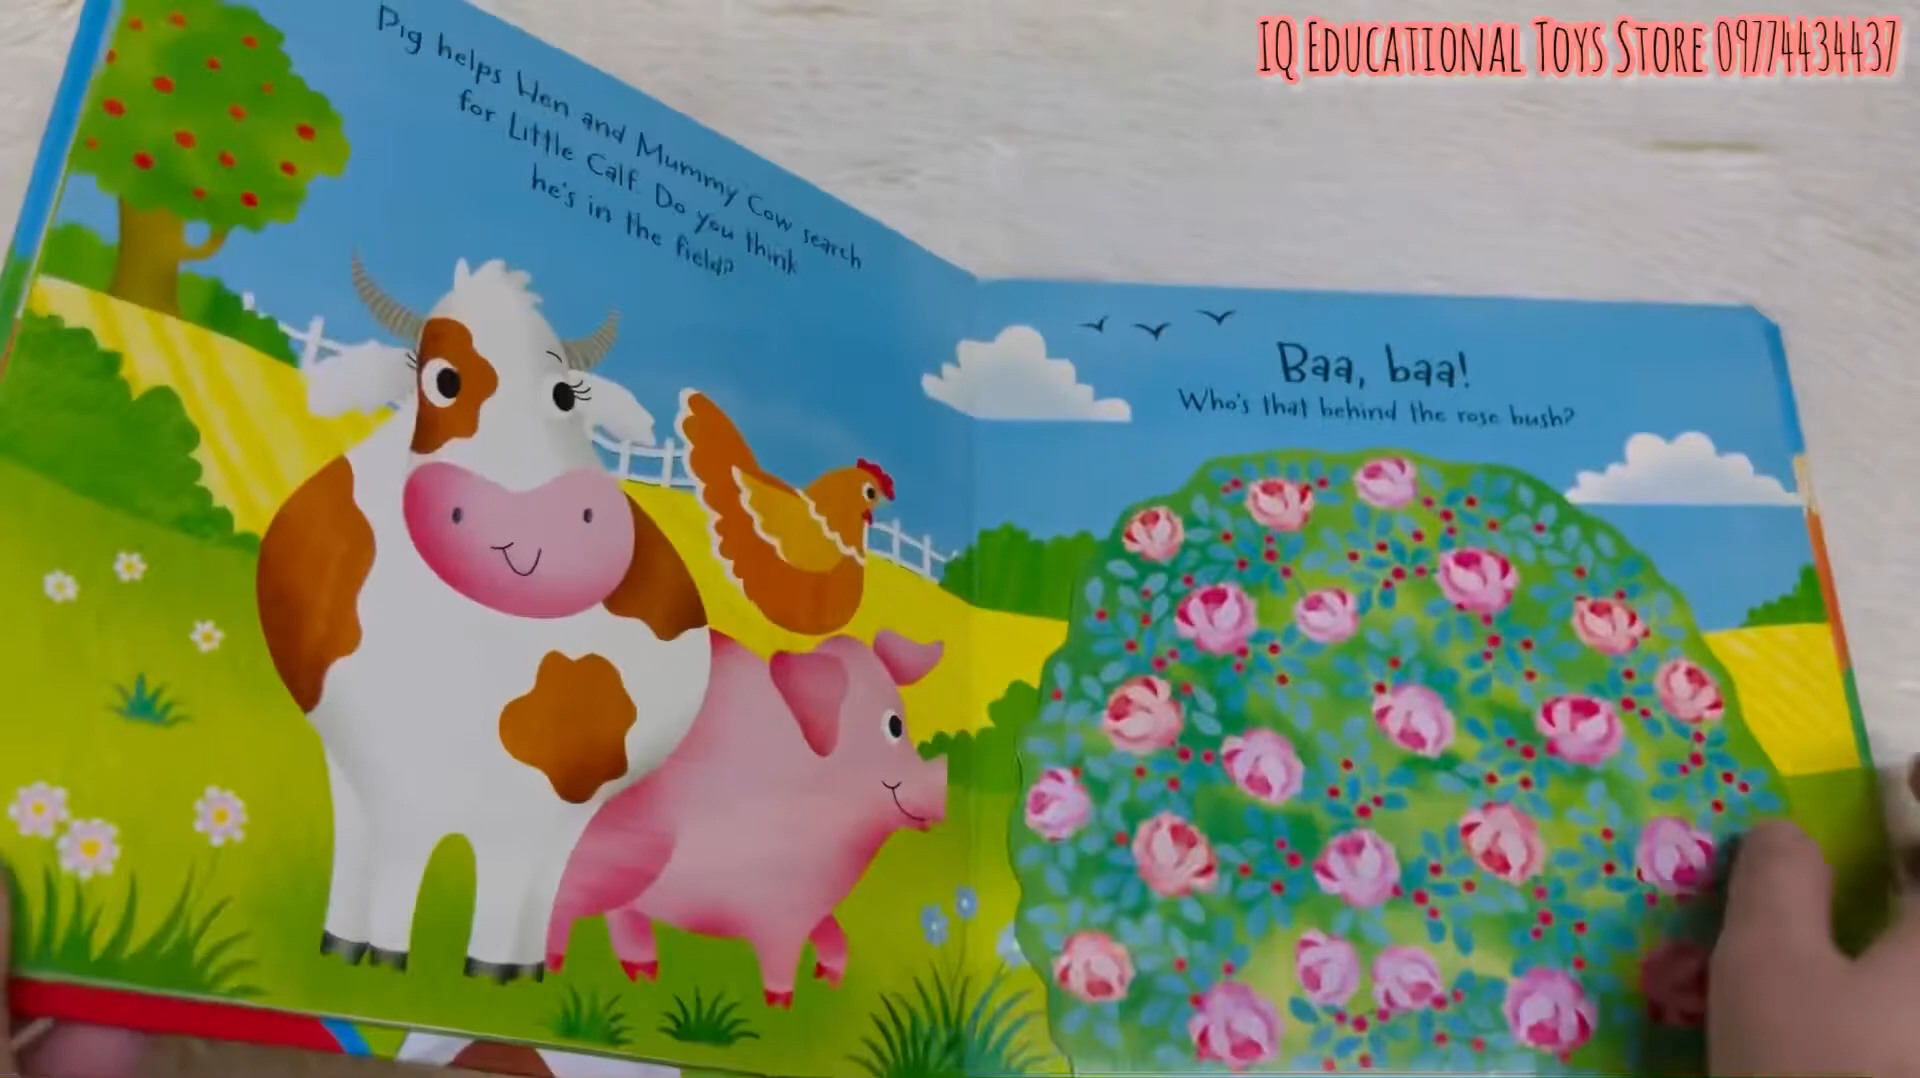 IQ Educational Toys Store 09774434437
Pig helps Hen and Mummy Cow search
for Little Calf. Do you think
he's in the field?
Baa, baa!
Who's that behind the rose bush?